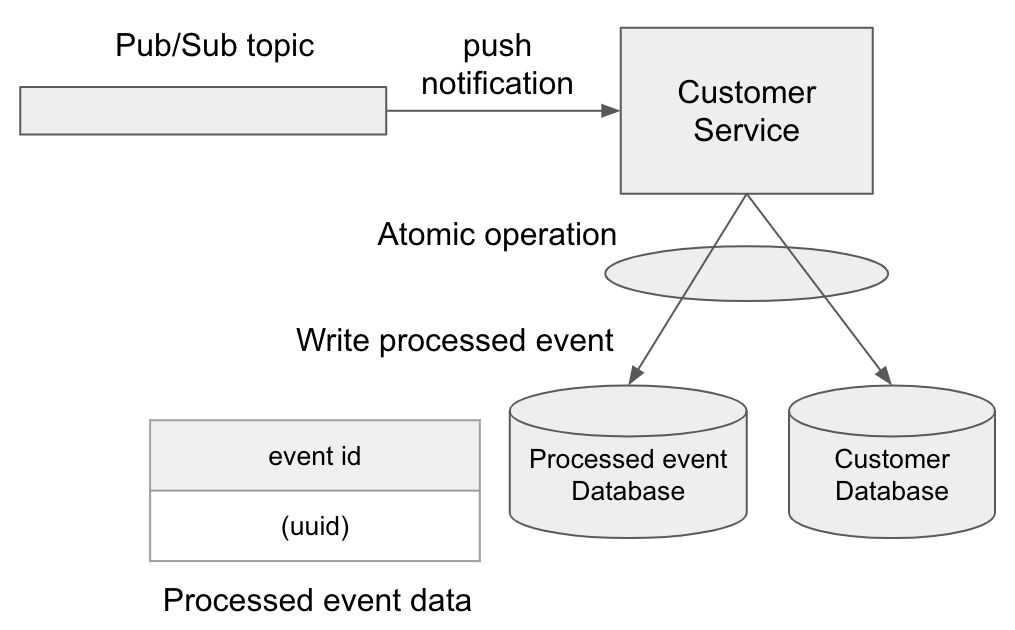 Pub/Sub topic
push
notification
Customer
Service
Atomic operation
Write processed event
Processed event
Database
Customer
Database
event id
(uuid)
Processed event data